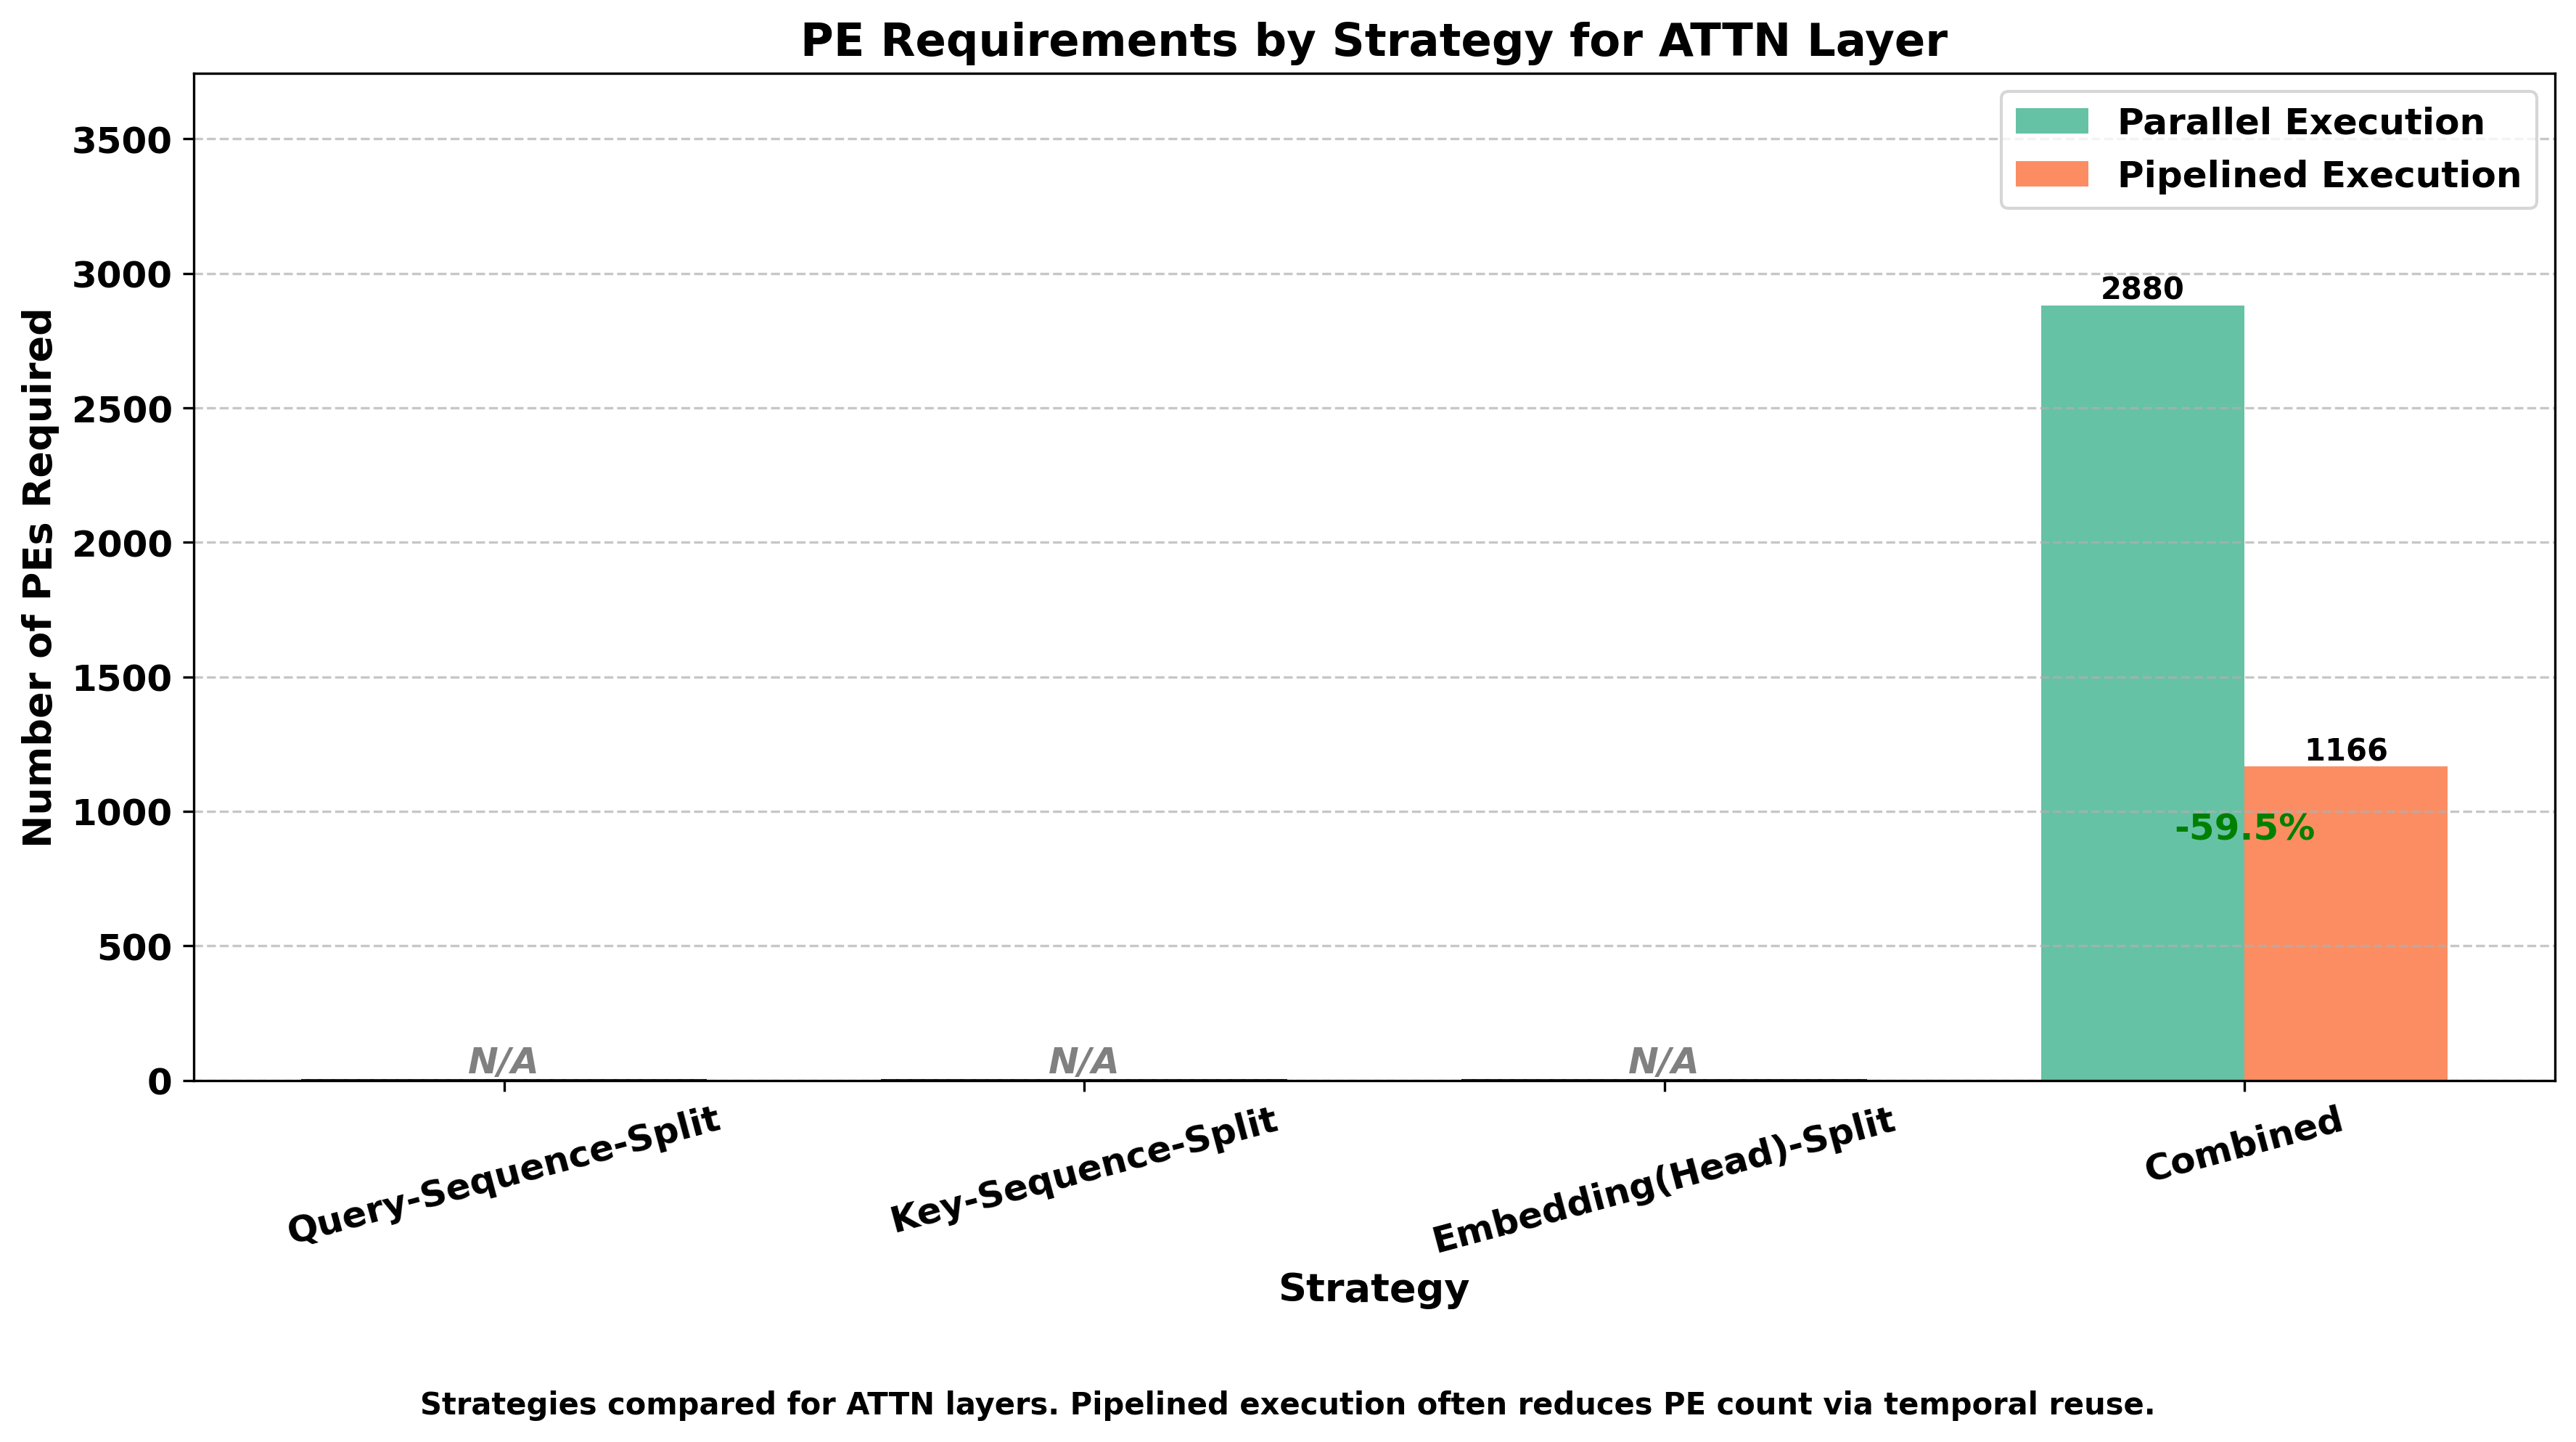 PE Requirements by Strategy for ATTN Layer
Parallel Execution
Pipelined Execution
Number of PEs Required
3500
3000
2500
2000
1500
1000
500
0
2880
1166
-59.5%
N/A
N/A
N/A
Query-Sequence-Split
Key-Sequence-Split
Embedding(Head)-Split
Combined
Strategy
Strategies compared for ATTN layers. Pipelined execution often reduces PE count via temporal reuse.